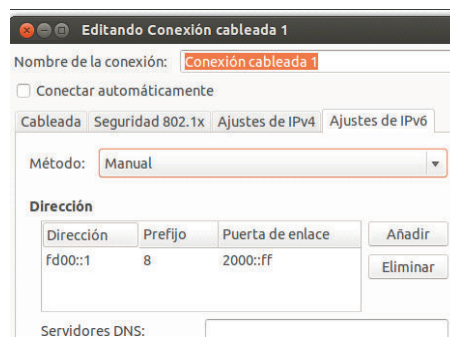 Editando Conexión cableada 1
Nombre de la conexión: Conexión cableada 1
Conectar automáticamente
Cableada Seguridad 802.1x Ajustes de IPv4 Ajustes de IPv6
Método: Manual
Dirección
Dirección Prefijo Puerta de enlace Añadir
fd00::1 8 2000::ff Eliminar
Servidores DNS: